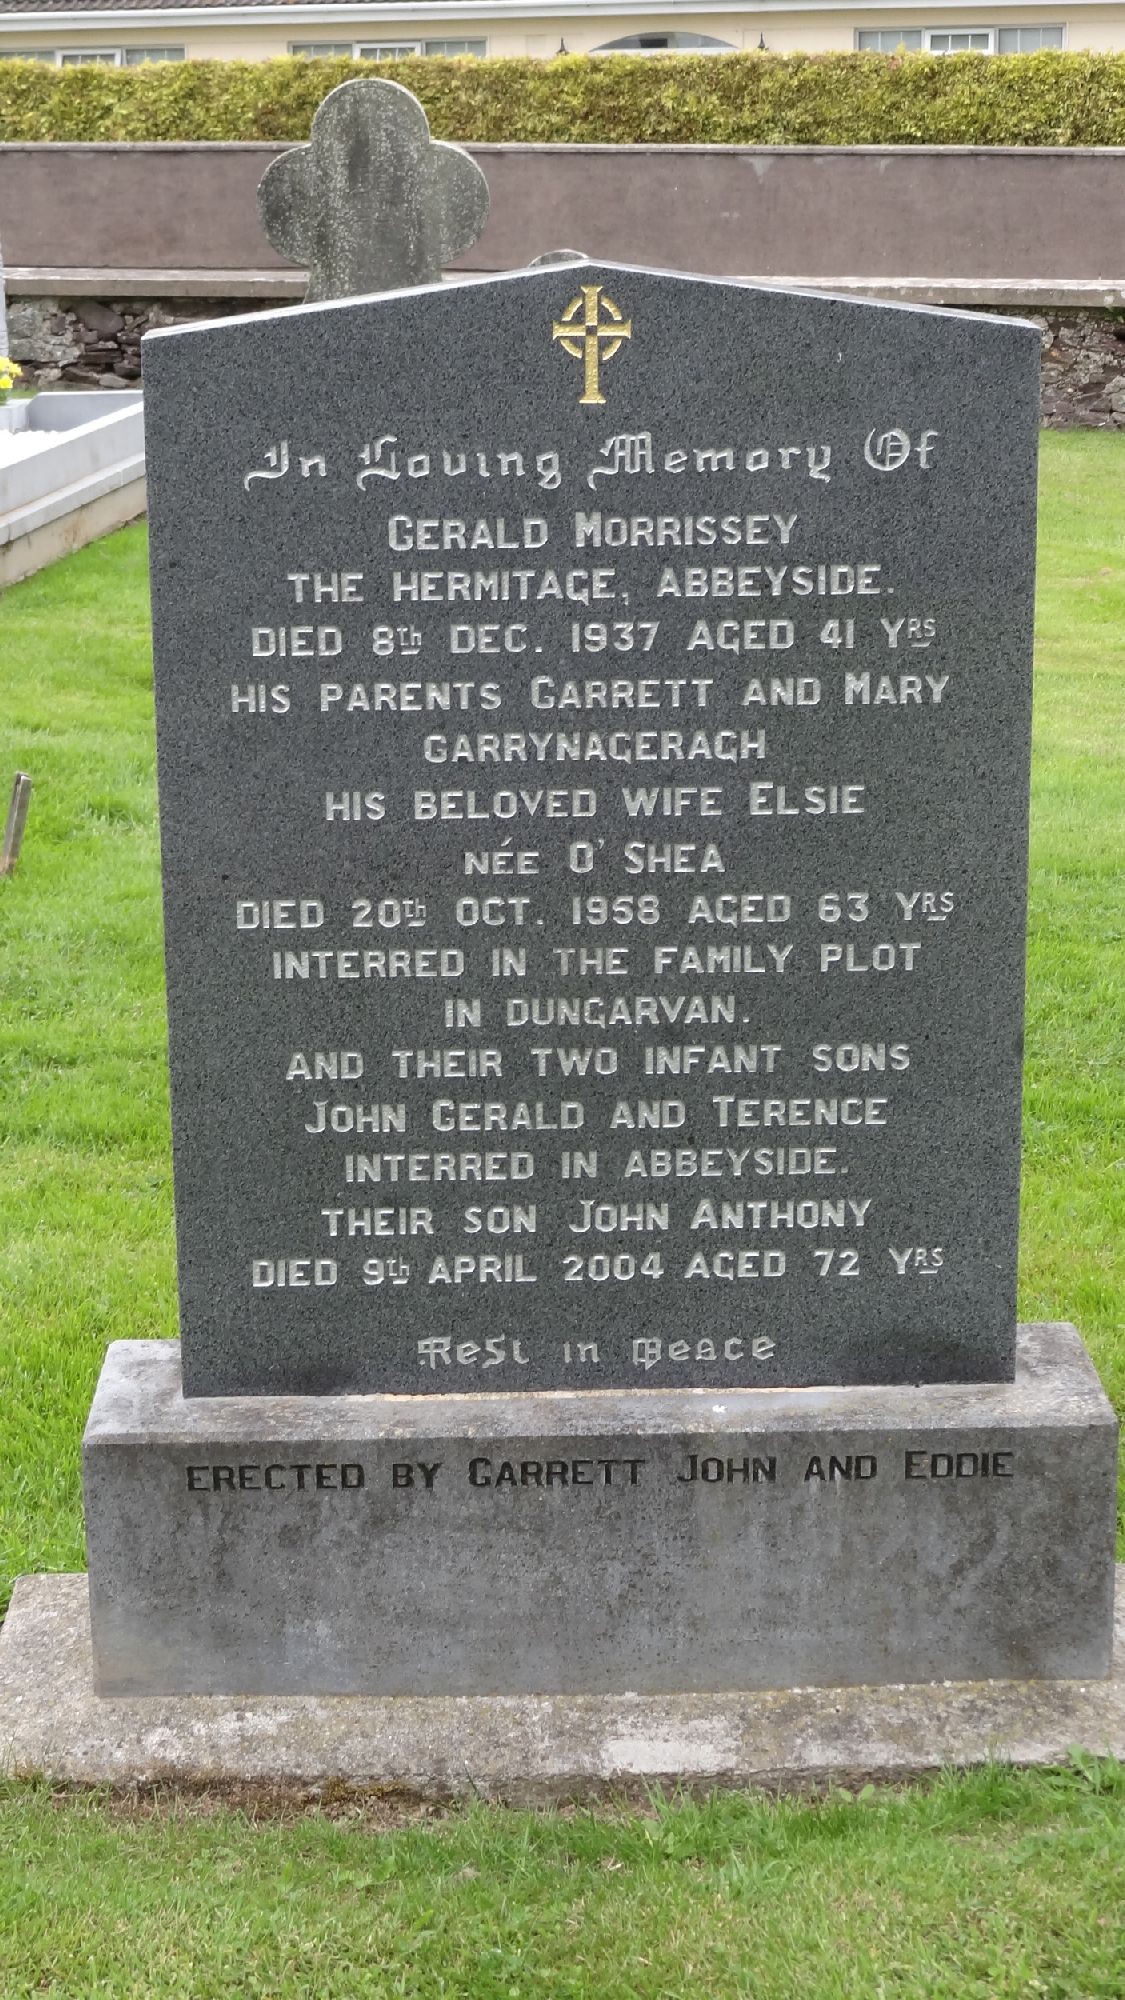 In Loving Memory Of
GERALD MORRISSEY
THE HERMITAGE, ABBEYSIDE.
DIED 8th DEC. 1937 AGED 41 YRS
HIS PARENTS GARRETT AND MARY
GARRYNAGERAGH
HIS BELOVED WIFE ELSIE
NÉE O'SHEA
DIED 20th OCT. 1958 AGED 63 YRS
INTERRED IN THE FAMILY PLOT
IN DUNGARVAN.
AND THEIR TWO INFANT SONS
JOHN GERALD AND TERENCE
INTERRED IN ABBEYSIDE.
THEIR SON JOHN ANTHONY
DIED 9th APRIL 2004 AGED 72 YRS
Rest in Peace
ERECTED BY GARRETT JOHN AND EDDIE